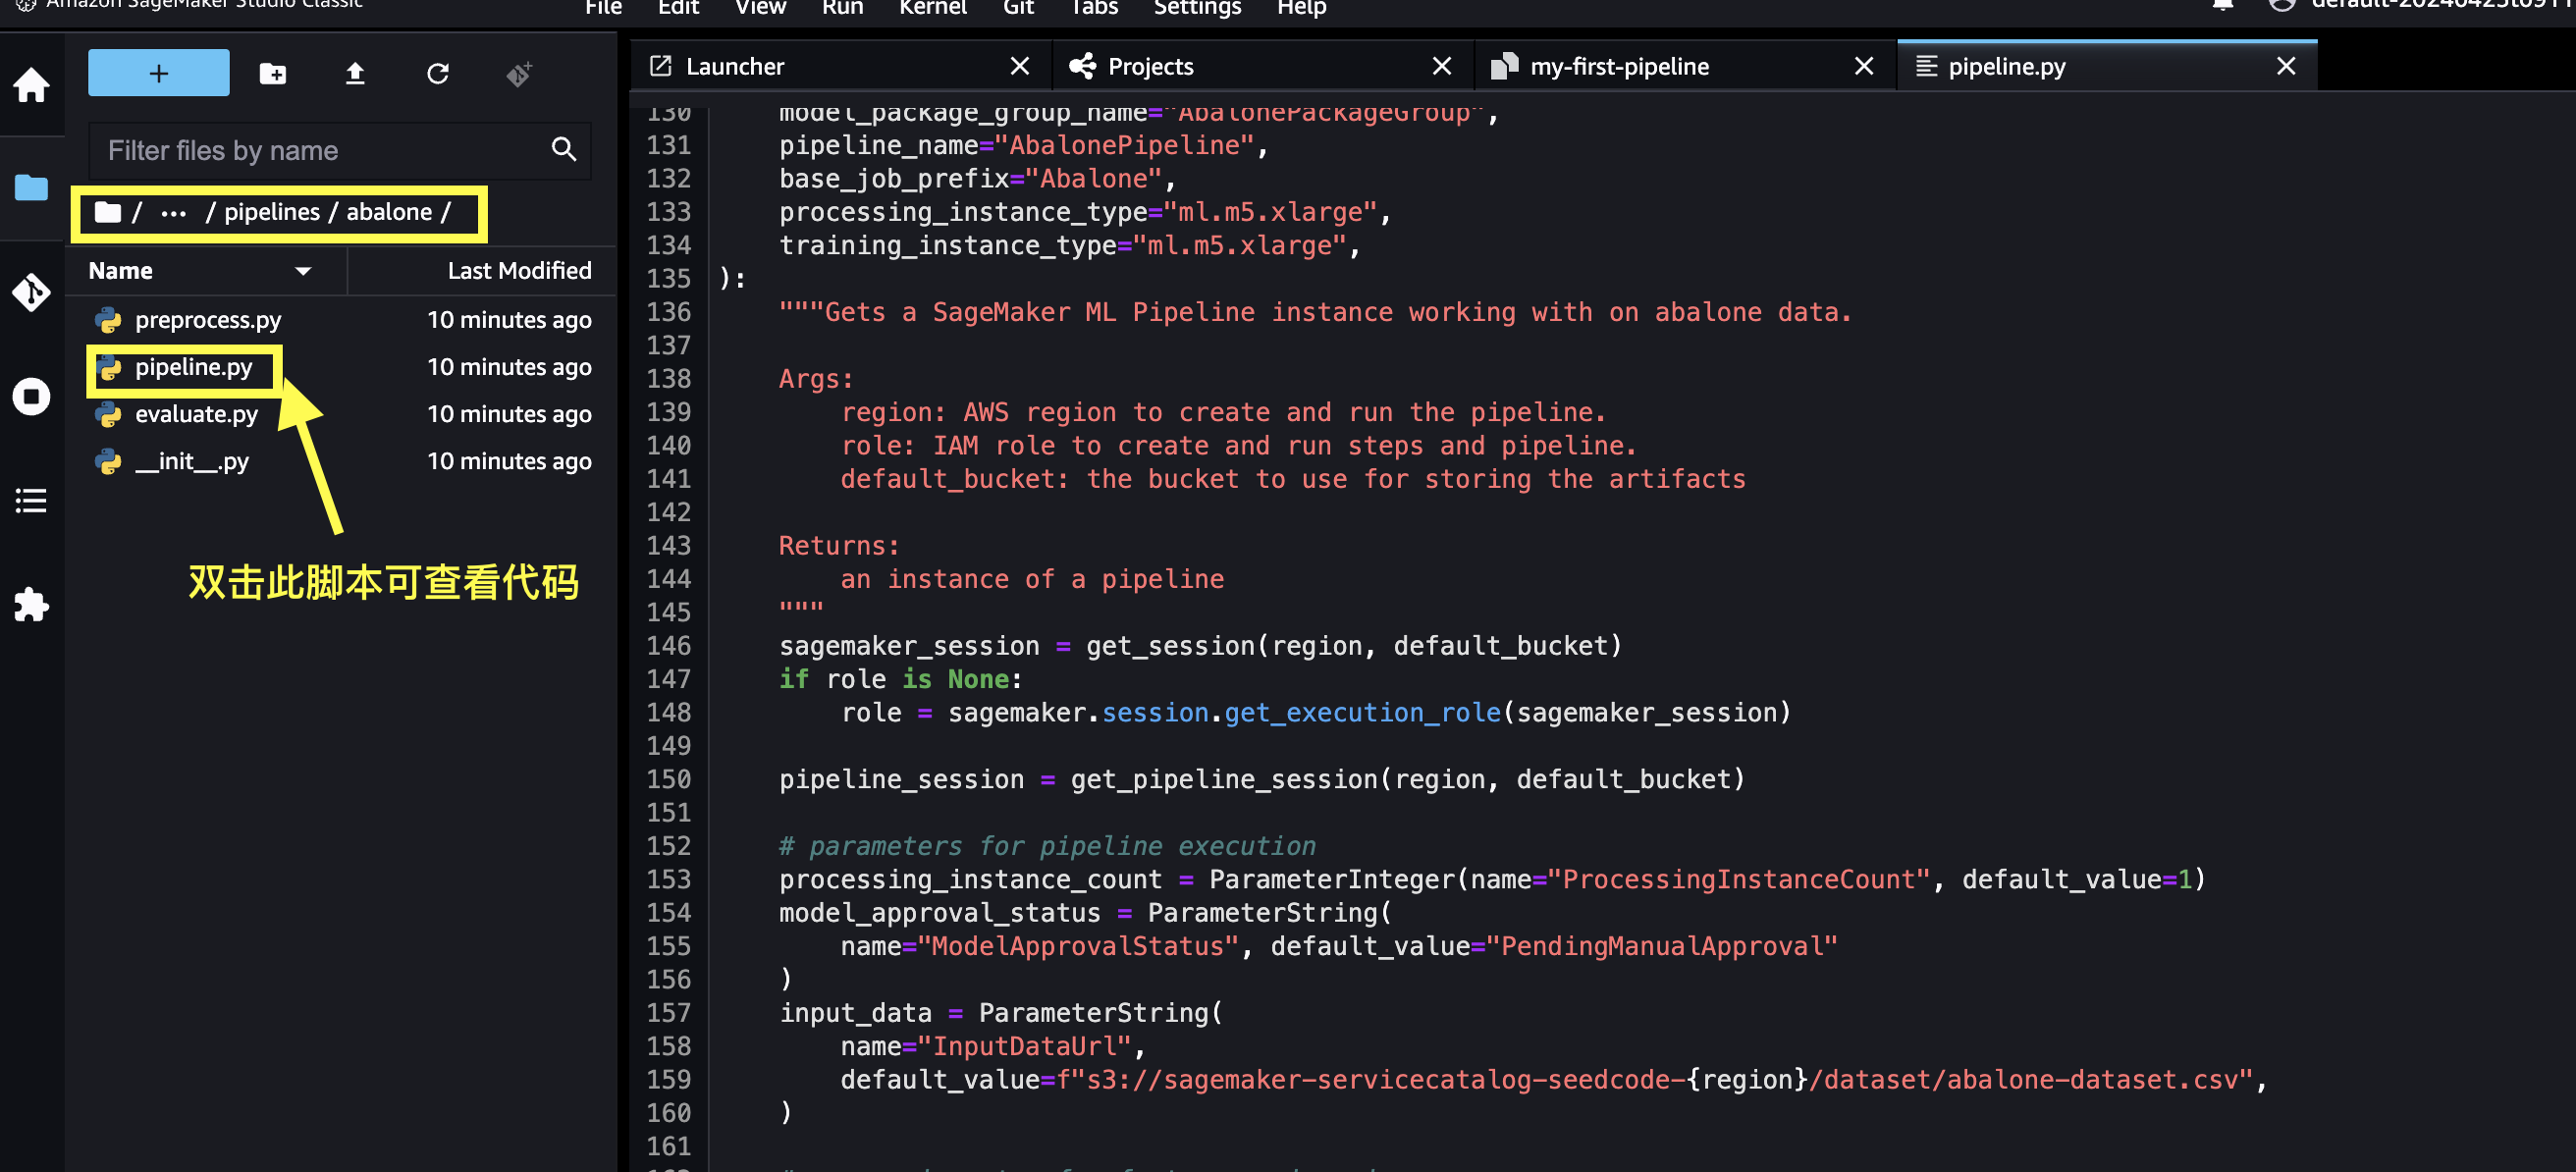 Amazon SageMaker Studio Classic
File Edit View Run Kernel Git Tabs Settings Help
Launcher
Projects
my-first-pipeline
pipeline.py
Filter files by name
/ ··· / pipelines / abalone /
Name Last Modified
preprocess.py 10 minutes ago
pipeline.py 10 minutes ago
evaluate.py 10 minutes ago
__init__.py 10 minutes ago
双击此脚本可查看代码
130 model_package_group_name="AbalonePackageGroup",
131 pipeline_name="AbalonePipeline",
132 base_job_prefix="Abalone",
133 processing_instance_type="ml.m5.xlarge",
134 training_instance_type="ml.m5.xlarge",
135 ):
136 """Gets a SageMaker ML Pipeline instance working with on abalone data.
137
138 Args:
139 region: AWS region to create and run the pipeline.
140 role: IAM role to create and run steps and pipeline.
141 default_bucket: the bucket to use for storing the artifacts
142
143 Returns:
144 an instance of a pipeline
145 """
146 sagemaker_session = get_session(region, default_bucket)
147 if role is None:
148 role = sagemaker.session.get_execution_role(sagemaker_session)
149
150 pipeline_session = get_pipeline_session(region, default_bucket)
151
152 # parameters for pipeline execution
153 processing_instance_count = ParameterInteger(name="ProcessingInstanceCount", default_value=1)
154 model_approval_status = ParameterString(
155 name="ModelApprovalStatus", default_value="PendingManualApproval"
156 )
157 input_data = ParameterString(
158 name="InputDataUrl",
159 default_value=f"s3://sagemaker-servicecatalog-seedcode-{region}/dataset/abalone-dataset.csv",
160 )
161